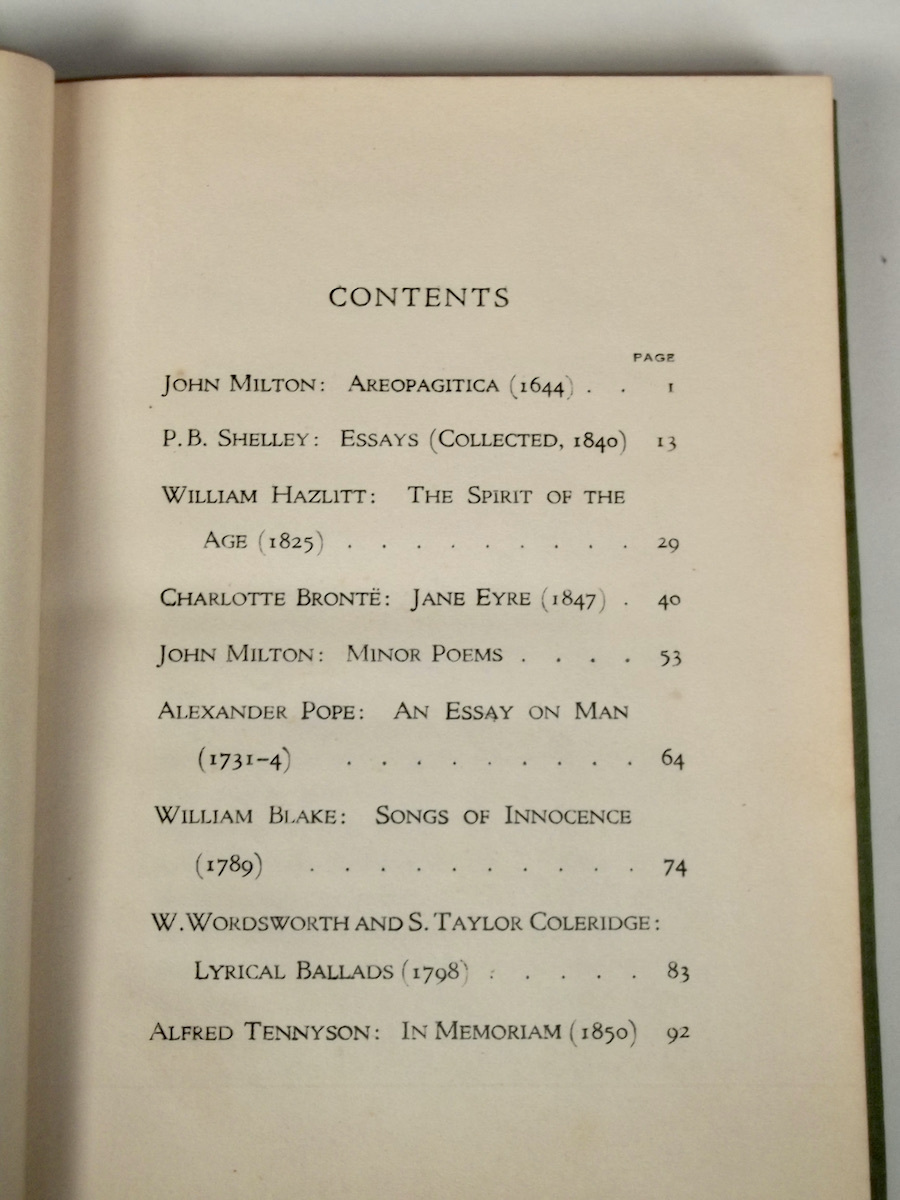 CONTENTS
PAGE
JOHN MILTON: AREOPAGITICA (1644) . . 1
P. B. SHELLEY: ESSAYS (COLLECTED, 1840) 13
WILLIAM HAZLITT: THE SPIRIT OF THE
AGE (1825) . . . . . . . . . 29
CHARLOTTE BRONTË: JANE EYRE (1847) . 40
JOHN MILTON: MINOR POEMS . . . . 53
ALEXANDER POPE: AN ESSAY ON MAN
(1731–4) . . . . . . . . . 64
WILLIAM BLAKE: SONGS OF INNOCENCE
(1789) . . . . . . . . . . 74
W. WORDSWORTH AND S. TAYLOR COLERIDGE:
LYRICAL BALLADS (1798) . . . . . 83
ALFRED TENNYSON: IN MEMORIAM (1850) 92